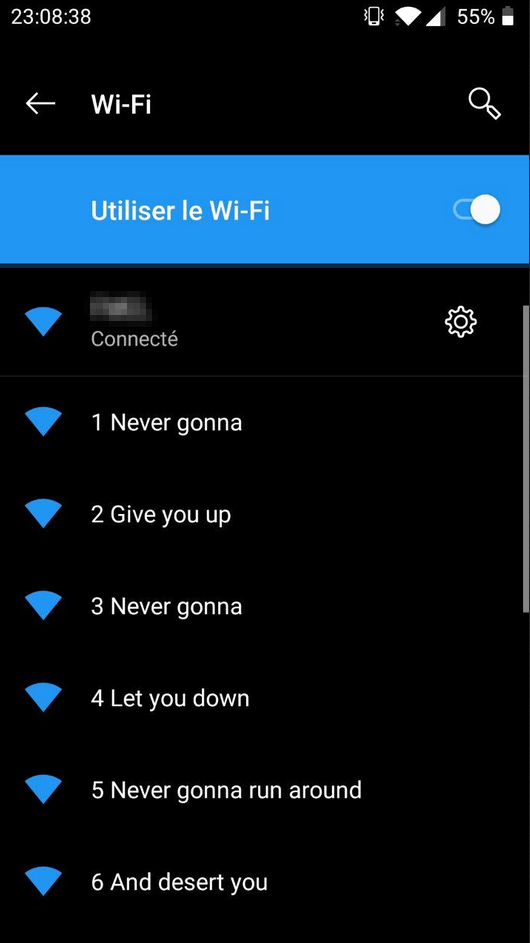 23:08:38
55%
Wi-Fi
Utiliser le Wi-Fi
Connecté
1 Never gonna
2 Give you up
3 Never gonna
4 Let you down
5 Never gonna run around
6 And desert you